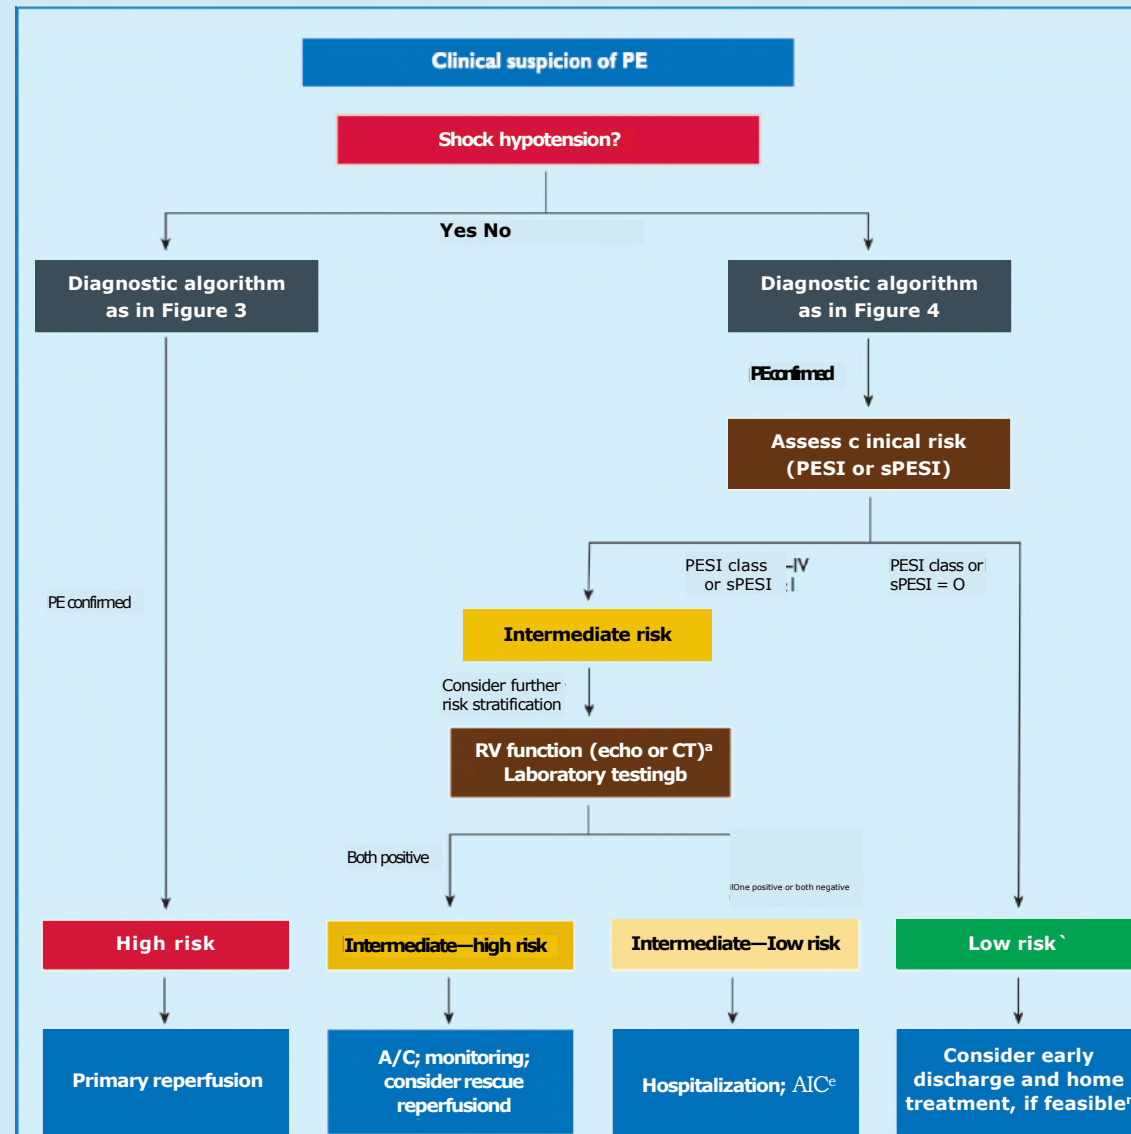 Clinical suspicion of PE
Shock hypotension?
Yes No
Diagnostic algorithm
as in Figure 3
Diagnostic algorithm
as in Figure 4
PE confirmed
Assess c inical risk
(PESI or sPESI)
PESI class –IV
or sPESI I
PESI class or
sPESI = O
PE confirmed
Intermediate risk
Consider further
risk stratification
RV function (echo or CT)ᵃ
Laboratory testingb
Both positive
One positive or both negative
High risk
Intermediate—high risk
Intermediate—Iow risk
Low risk`
Primary reperfusion
A/C; monitoring;
consider rescue
reperfusiond
Hospitalization; AICᵉ
Consider early
discharge and home
treatment, if feasible